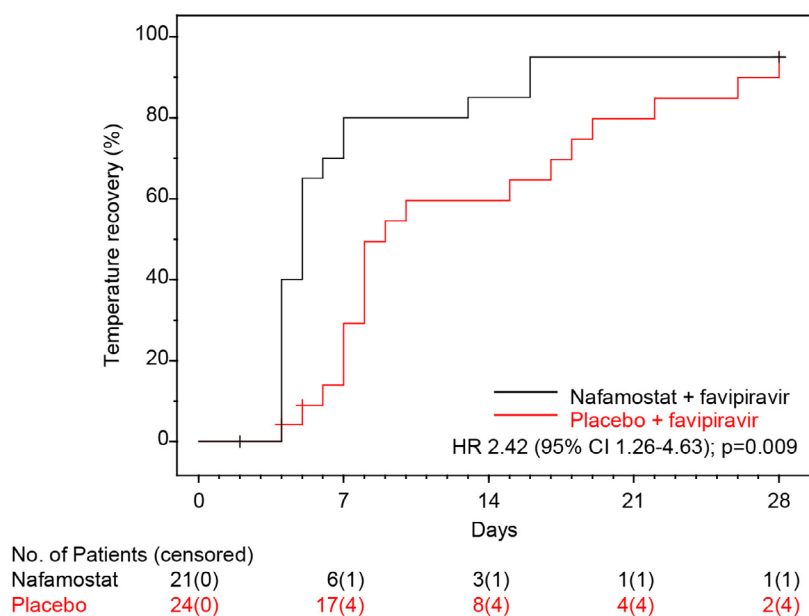 100
80
60
40
20
0
Temperature recovery (%)
Nafamostat + favipiravir
Placebo + favipiravir
HR 2.42 (95% CI 1.26-4.63); p=0.009
0 7 14 21 28
Days
No. of Patients (censored)
Nafamostat 21(0) 6(1) 3(1) 1(1) 1(1)
Placebo 24(0) 17(4) 8(4) 4(4) 2(4)